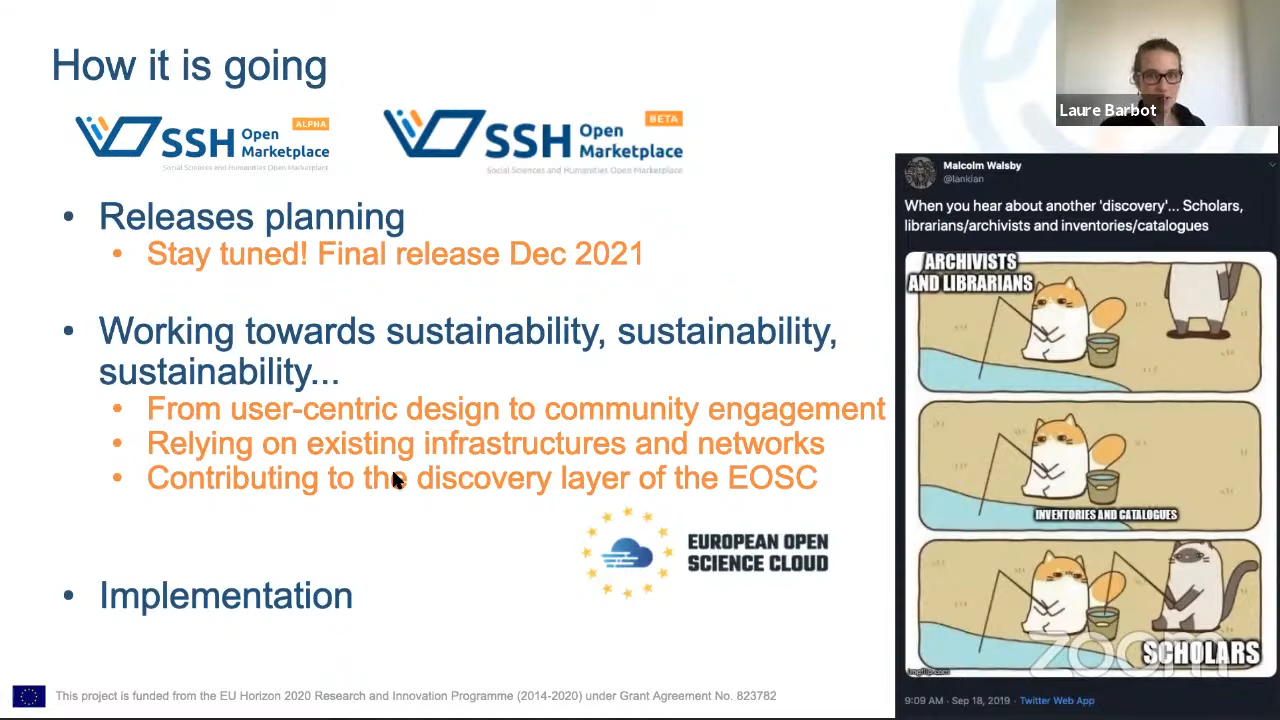 How it is going
Laure Barbot
ALPHA
SSH Open
Marketplace
Social Sciences and Humanities Open Marketplace
BETA
SSH Open
Marketplace
Social Sciences and Humanities Open Marketplace
• Releases planning
• Stay tuned! Final release Dec 2021
• Working towards sustainability, sustainability,
sustainability...
• From user-centric design to community engagement
• Relying on existing infrastructures and networks
• Contributing to the discovery layer of the EOSC
EUROPEAN OPEN
SCIENCE CLOUD
• Implementation
This project is funded from the EU Horizon 2020 Research and Innovation Programme (2014-2020) under Grant Agreement No. 823782
Malcolm Walsby
@lankian
When you hear about another 'discovery'... Scholars,
librarians/archivists and inventories/catalogues
ARCHIVISTS
AND LIBRARIANS
INVENTORIES AND CATALOGUES
SCHOLARS
zoom
imgflip.com
9:09 AM · Sep 18, 2019 · Twitter Web App